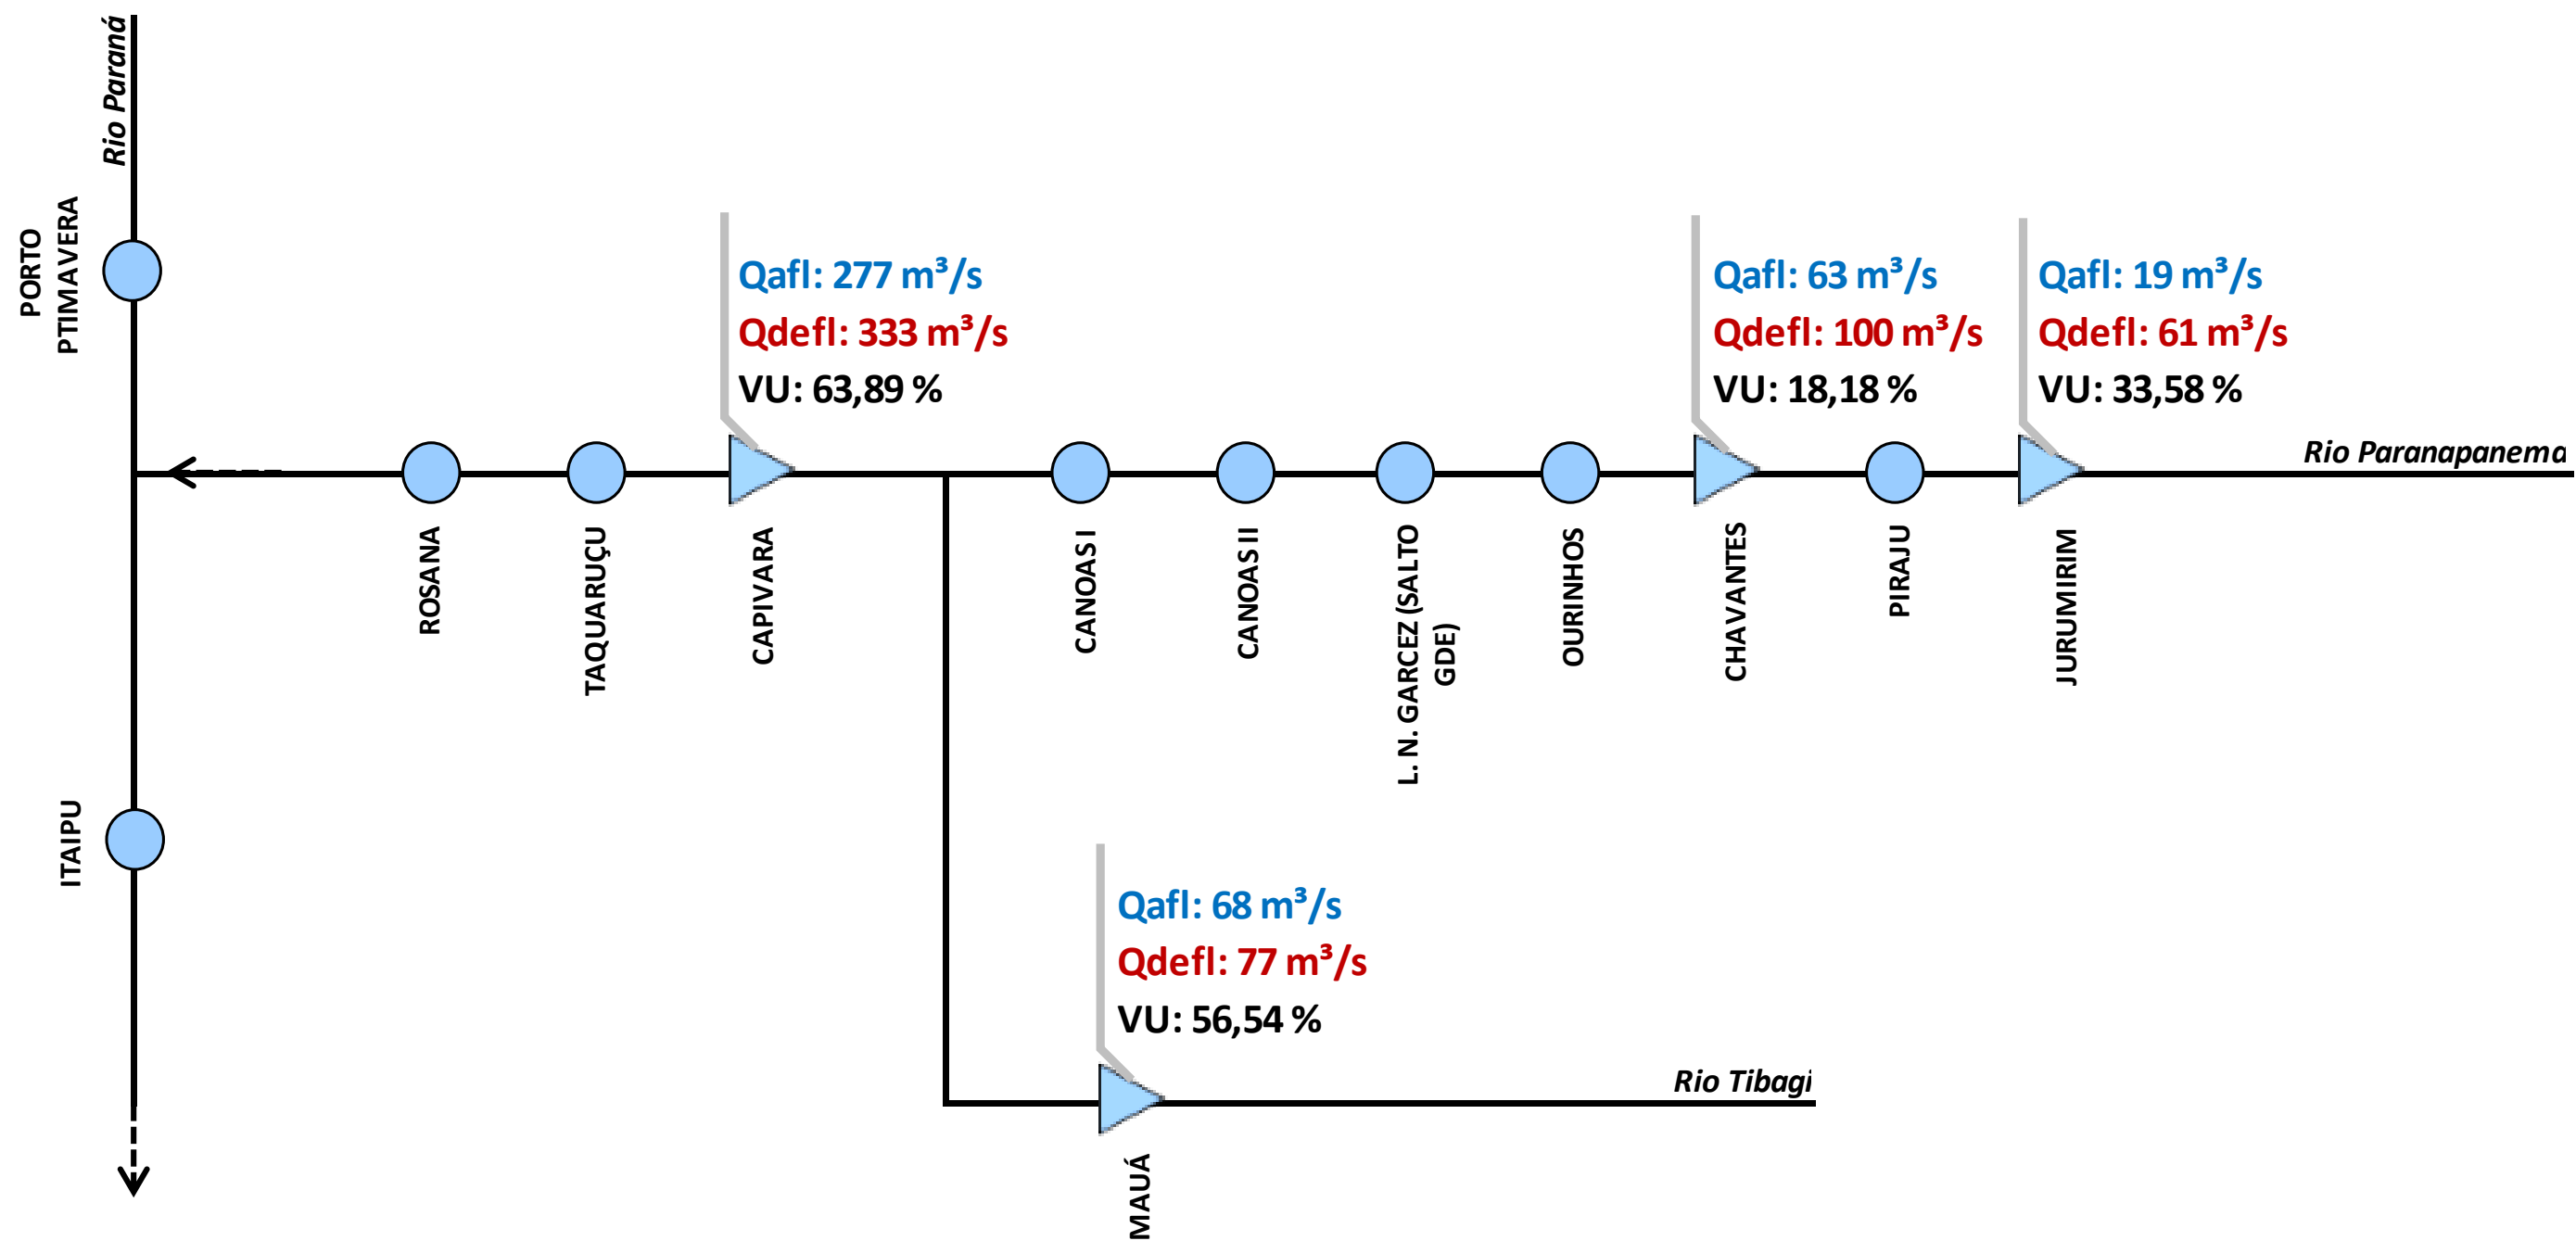 Rio Paraná
PORTO
PTIMAVERA
Qafl: 277 m³/s
Qdefl: 333 m³/s
VU: 63,89 %
Qafl: 63 m³/s
Qdefl: 100 m³/s
VU: 18,18 %
Qafl: 19 m³/s
Qdefl: 61 m³/s
VU: 33,58 %
Rio Paranapanema
ROSANA
TAQUARUÇU
CAPIVARA
CANOAS I
CANOAS II
L. N. GARCEZ (SALTO
GDE)
OURINHOS
CHAVANTES
PIRAJU
JURUMIRIM
ITAIPU
Qafl: 68 m³/s
Qdefl: 77 m³/s
VU: 56,54 %
Rio Tibagi
MAUÁ